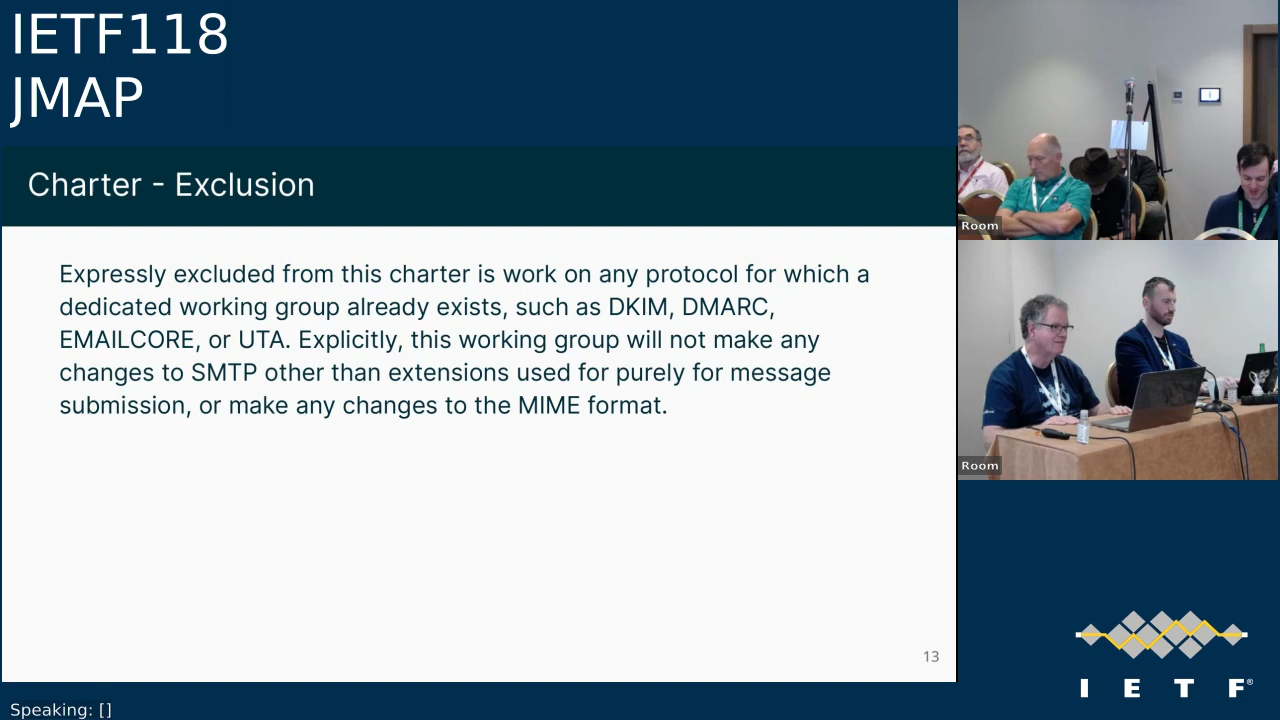 IETF118
JMAP
Charter - Exclusion
Expressly excluded from this charter is work on any protocol for which a
dedicated working group already exists, such as DKIM, DMARC,
EMAILCORE, or UTA. Explicitly, this working group will not make any
changes to SMTP other than extensions used for purely for message
submission, or make any changes to the MIME format.
13
Room
Room
I E T F®
Speaking: []